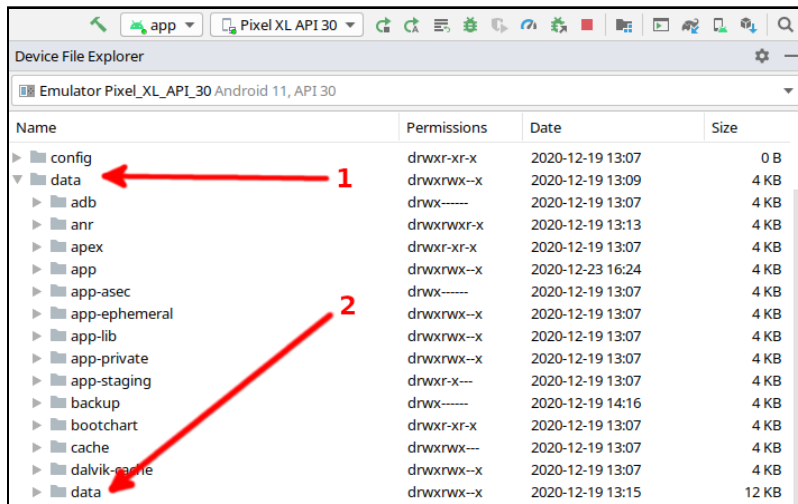 app Pixel XL API 30
Device File Explorer
Emulator Pixel_XL_API_30 Android 11, API 30
Name Permissions Date Size
config drwxr-xr-x 2020-12-19 13:07 0 B
data drwxrwx--x 2020-12-19 13:09 4 KB
1
adb drwx------ 2020-12-19 13:07 4 KB
anr drwxrwxr-x 2020-12-19 13:13 4 KB
apex drwxr-xr-x 2020-12-19 13:07 4 KB
app drwxrwx--x 2020-12-23 16:24 4 KB
app-asec drwx------ 2020-12-19 13:07 4 KB
app-ephemeral drwxrwx--x 2020-12-19 13:07 4 KB
2
app-lib drwxrwx--x 2020-12-19 13:07 4 KB
app-private drwxrwx--x 2020-12-19 13:07 4 KB
app-staging drwxr-x--- 2020-12-19 13:07 4 KB
backup drwx------ 2020-12-19 14:16 4 KB
bootchart drwxr-xr-x 2020-12-19 13:07 4 KB
cache drwxrwx--- 2020-12-19 13:07 4 KB
dalvik-cache drwxrwx--x 2020-12-19 13:07 4 KB
data drwxrwx--x 2020-12-19 13:15 12 KB